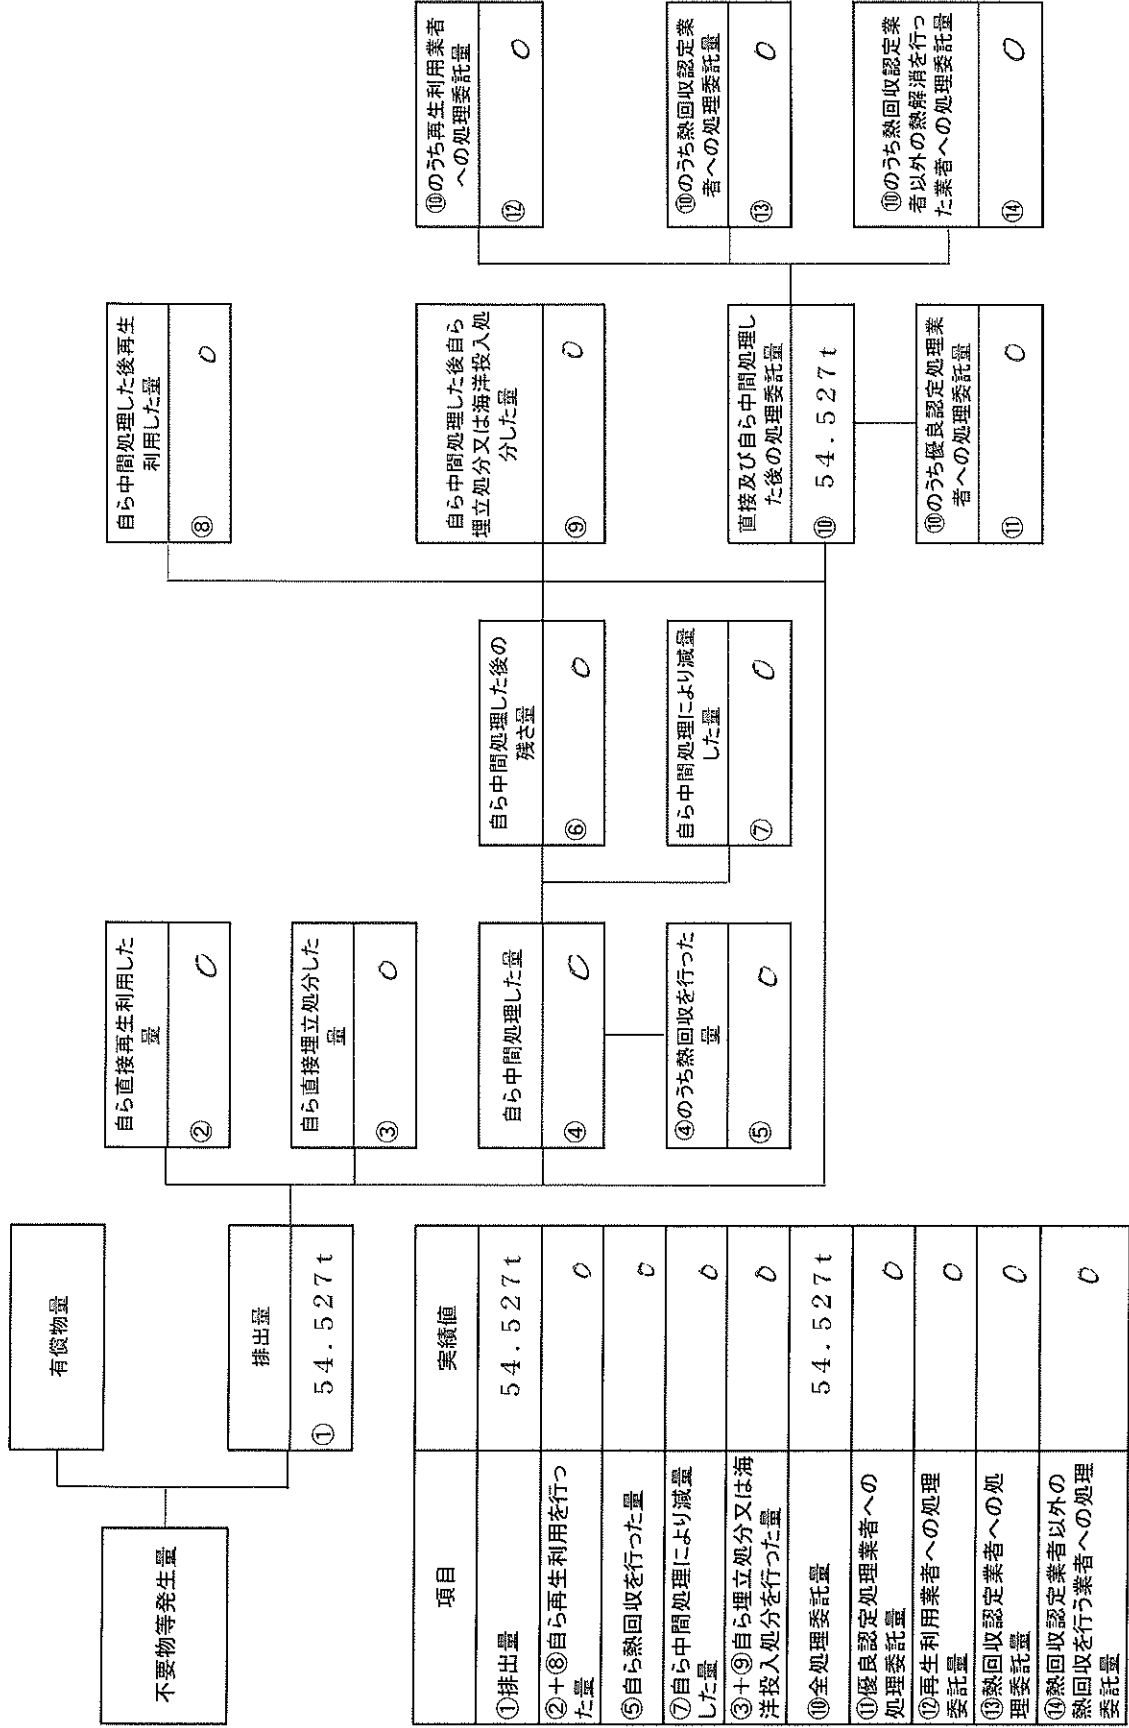 不要物等発生量
有償物量
排出量
① 54.527t
自ら直接再生利用した
量
② 0
自ら直接埋立処分した
量
③ 0
自ら中間処理した量
④ 0
④のうち熱回収を行った
量
⑤ 0
自ら中間処理した後の
残さ量
⑥ 0
自ら中間処理により減量
した量
⑦ 0
自ら中間処理した後再生
利用した量
⑧ 0
自ら中間処理した後自ら
埋立処分又は海洋投入処
分した量
⑨ 0
直接及び自ら中間処理し
た後の処理委託量
⑩ 54.527t
⑩のうち優良認定処理業
者への処理委託量
⑪ 0
⑩のうち再生利用業者
への処理委託量
⑫ 0
⑩のうち熱回収認定業
者への処理委託量
⑬ 0
⑩のうち熱回収認定業
者以外の熱解消を行っ
た業者への処理委託量
⑭ 0
項目 実績値
①排出量 54.527t
②+⑧自ら再生利用を行っ
た量 0
⑤自ら熱回収を行った量 0
⑦自ら中間処理により減量
した量 0
③+⑨自ら埋立処分又は海
洋投入処分を行った量 0
⑩全処理委託量 54.527t
⑪優良認定処理業者への
処理委託量 0
⑫再生利用業者への処理
委託量 0
⑬熱回収認定業者への処
理委託量 0
⑭熱回収認定業者以外の
熱回収を行う業者への処理
委託量 0